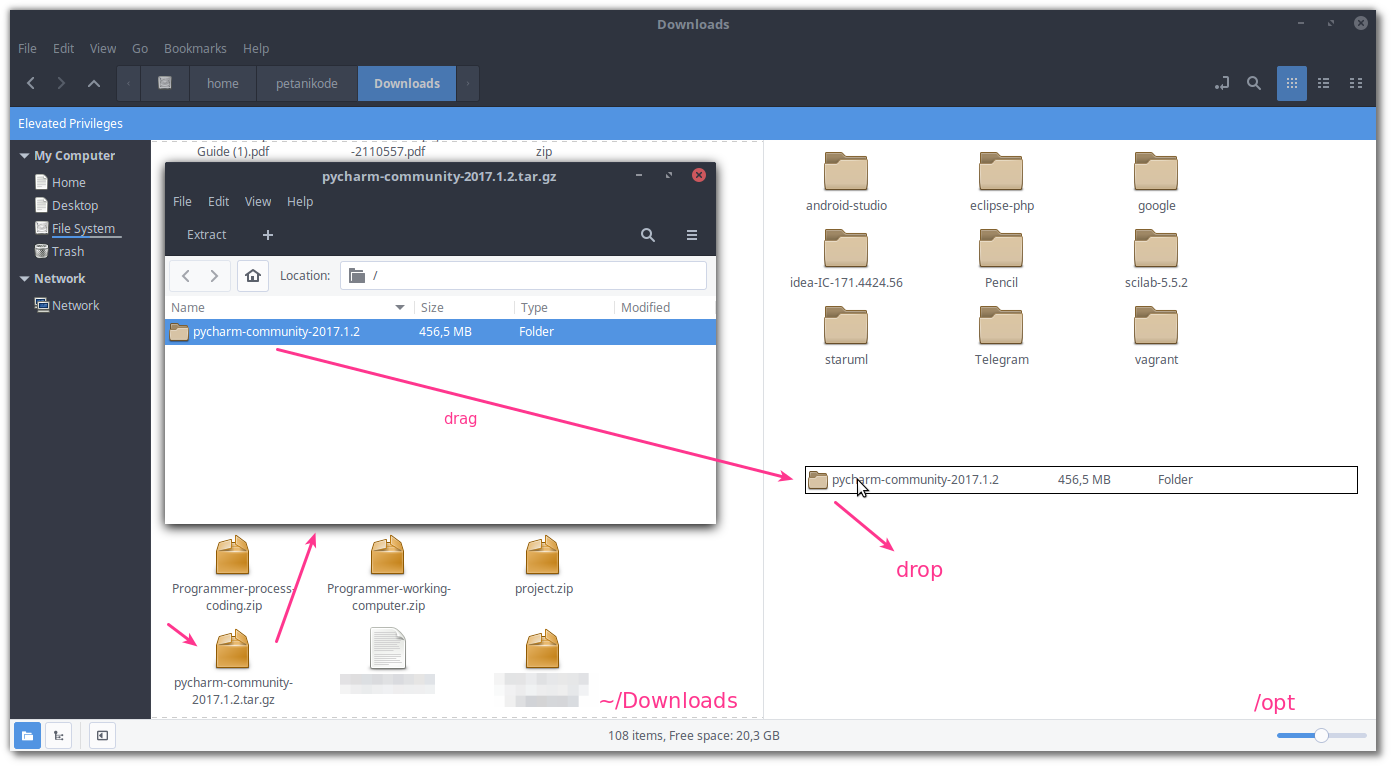 Downloads
File Edit View Go Bookmarks Help
home petanikode Downloads
Elevated Privileges
My Computer
Home
Desktop
File System
Trash
Network
Network
Guide (1).pdf -2110557.pdf zip
pycharm-community-2017.1.2.tar.gz
File Edit View Help
Extract +
Location: /
Name Size Type Modified
pycharm-community-2017.1.2 456,5 MB Folder
drag
Programmer-process-
coding.zip
Programmer-working-
computer.zip
project.zip
pycharm-community-
2017.1.2.tar.gz
~/Downloads
android-studio eclipse-php google
idea-IC-171.4424.56 Pencil scilab-5.5.2
staruml Telegram vagrant
pycharm-community-2017.1.2 456,5 MB Folder
drop
/opt
108 items, Free space: 20,3 GB